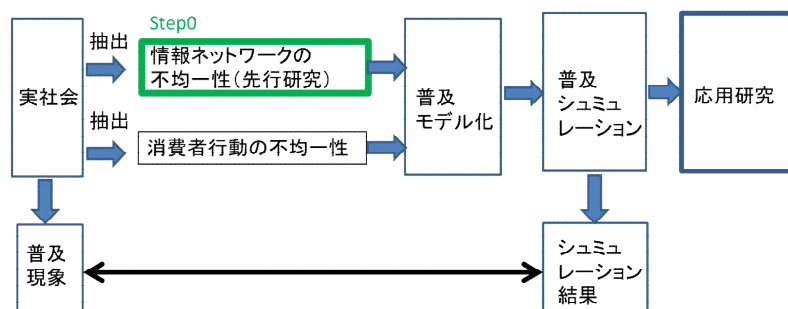 Step0
抽出
情報ネットワークの
不均一性(先行研究)
実社会
抽出
消費者行動の不均一性
普及
モデル化
普及
シュミュ
レーション
応用研究
普及
現象
シュミュ
レーション
結果